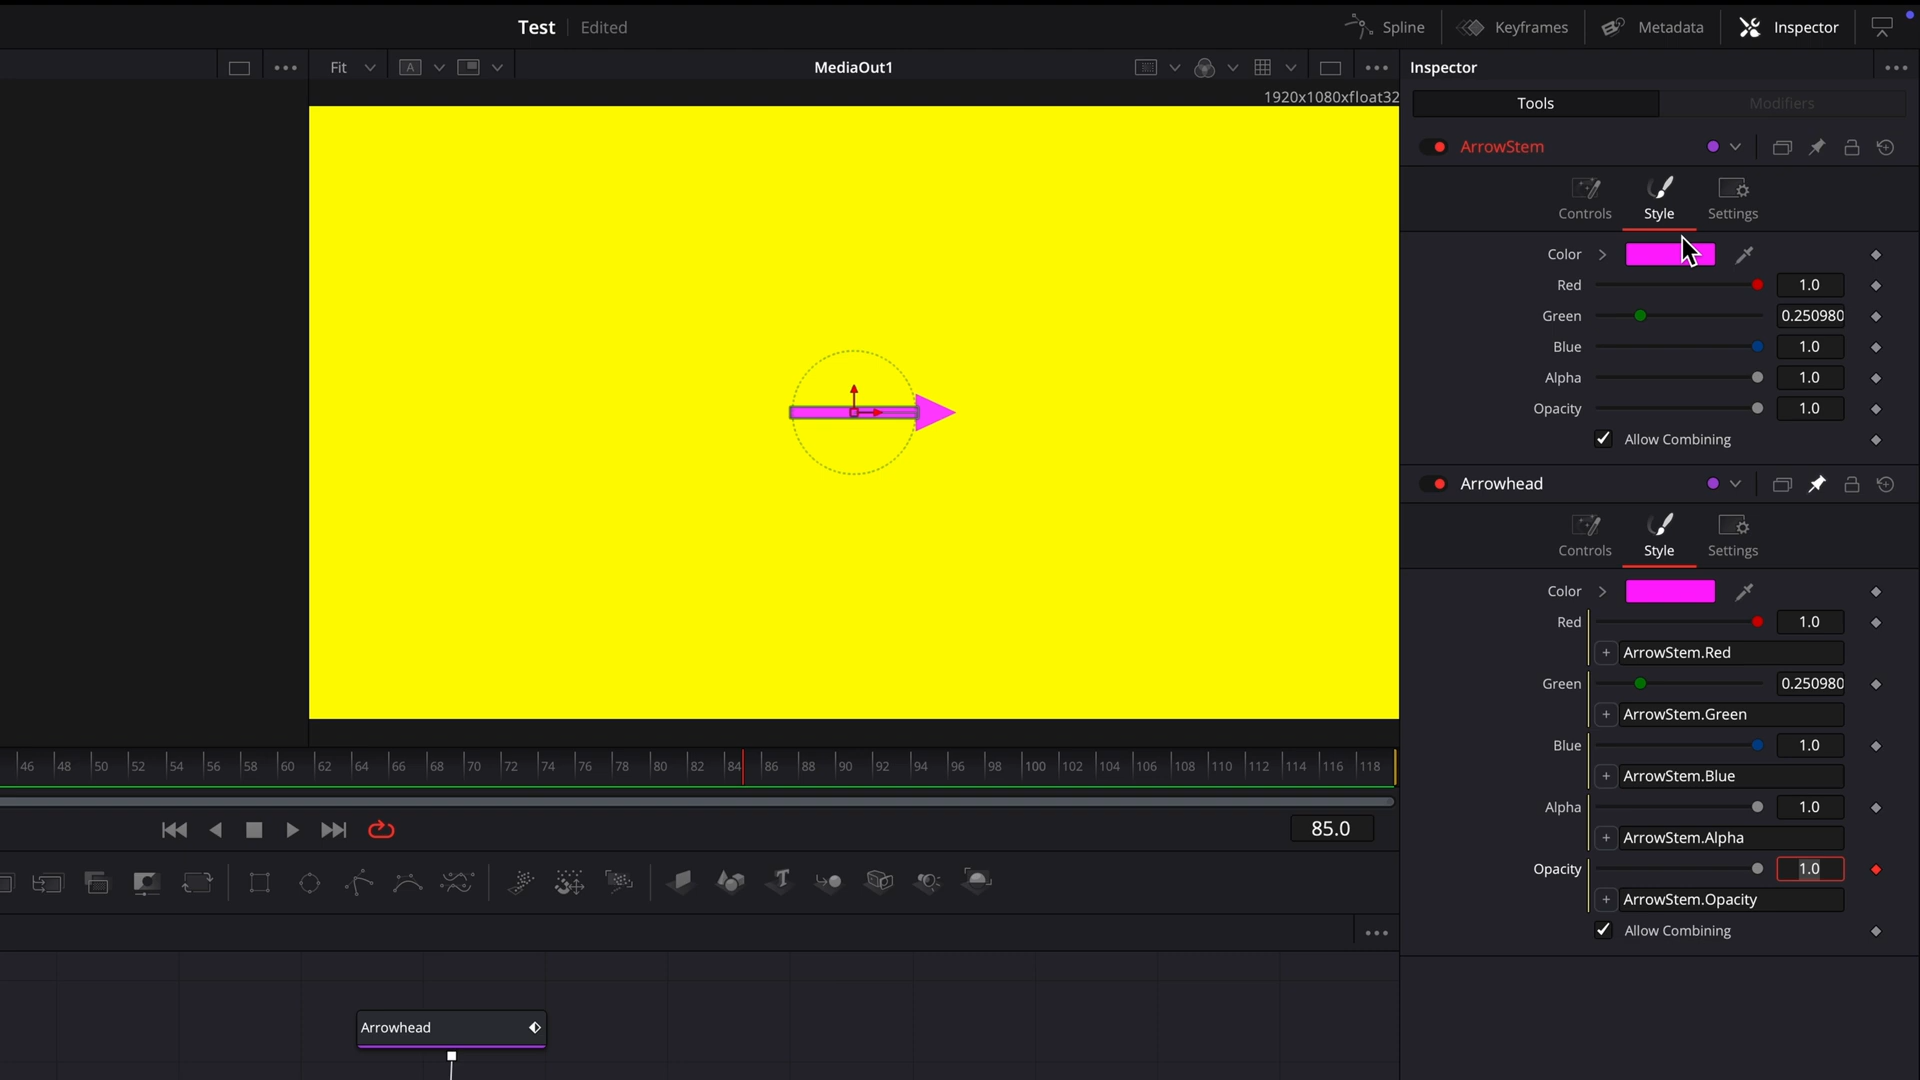 Test
Edited
Spline
Keyframes
Metadata
Inspector
Fit
A
MediaOut1
Inspector
1920x1080xfloat32
Tools
Modifiers
ArrowStem
Controls
Style
Settings
Color
Red
1.0
Green
0.250980
Blue
1.0
Alpha
1.0
Opacity
1.0
Allow Combining
Arrowhead
Controls
Style
Settings
Color
Red
1.0
+ ArrowStem.Red
Green
0.250980
+ ArrowStem.Green
Blue
1.0
+ ArrowStem.Blue
Alpha
1.0
+ ArrowStem.Alpha
Opacity
1.0
+ ArrowStem.Opacity
Allow Combining
46 48 50 52 54 56 58 60 62 64 66 68 70 72 74 76 78 80 82 84 86 88 90 92 94 96 98 100 102 104 106 108 110 112 114 116 118
85.0
Arrowhead